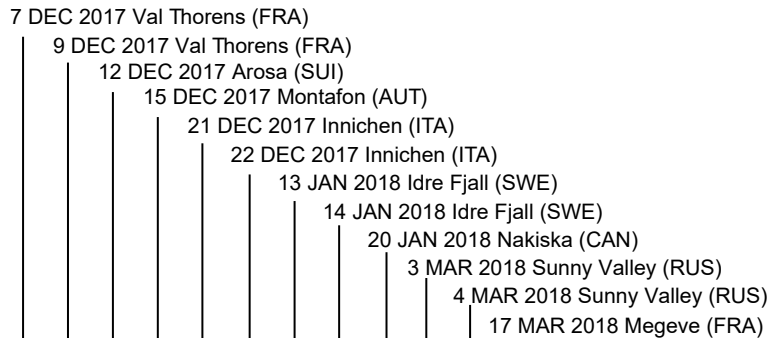 7 DEC 2017 Val Thorens (FRA)
9 DEC 2017 Val Thorens (FRA)
12 DEC 2017 Arosa (SUI)
15 DEC 2017 Montafon (AUT)
21 DEC 2017 Innichen (ITA)
22 DEC 2017 Innichen (ITA)
13 JAN 2018 Idre Fjall (SWE)
14 JAN 2018 Idre Fjall (SWE)
20 JAN 2018 Nakiska (CAN)
3 MAR 2018 Sunny Valley (RUS)
4 MAR 2018 Sunny Valley (RUS)
17 MAR 2018 Megeve (FRA)